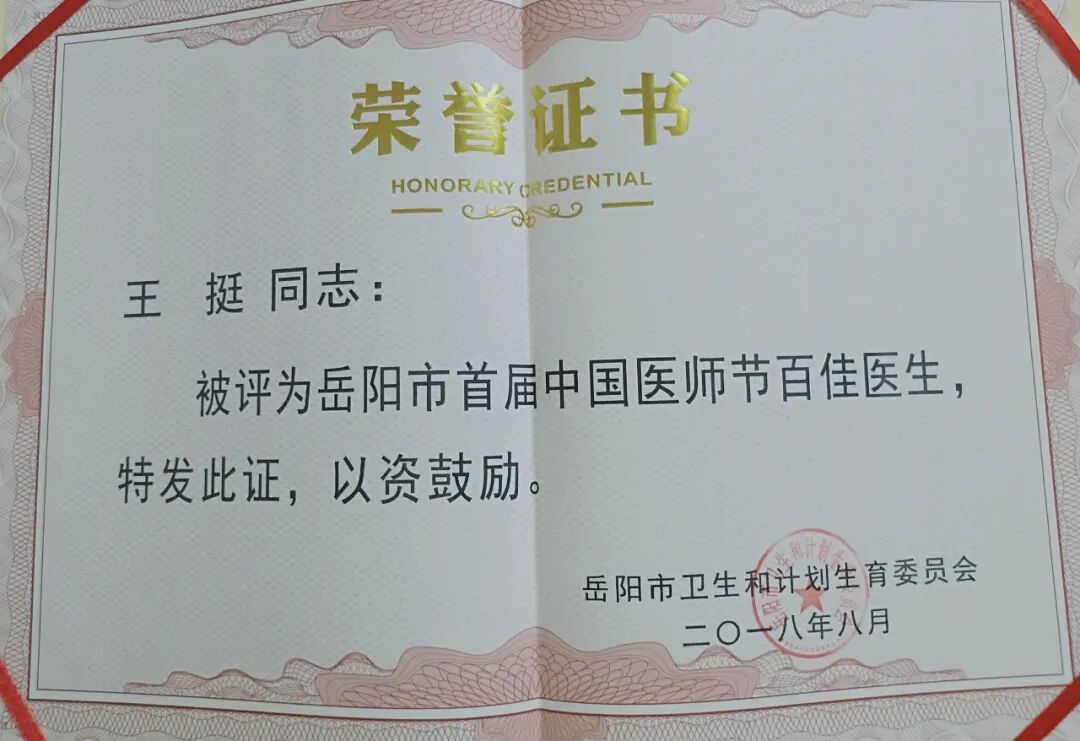 荣誉证书
HONORARY CREDENTIAL
王 挺 同志：
被评为岳阳市首届中国医师节百佳医生，
特发此证，以资鼓励。
岳阳市卫生和计划生育委员会
二〇一八年八月